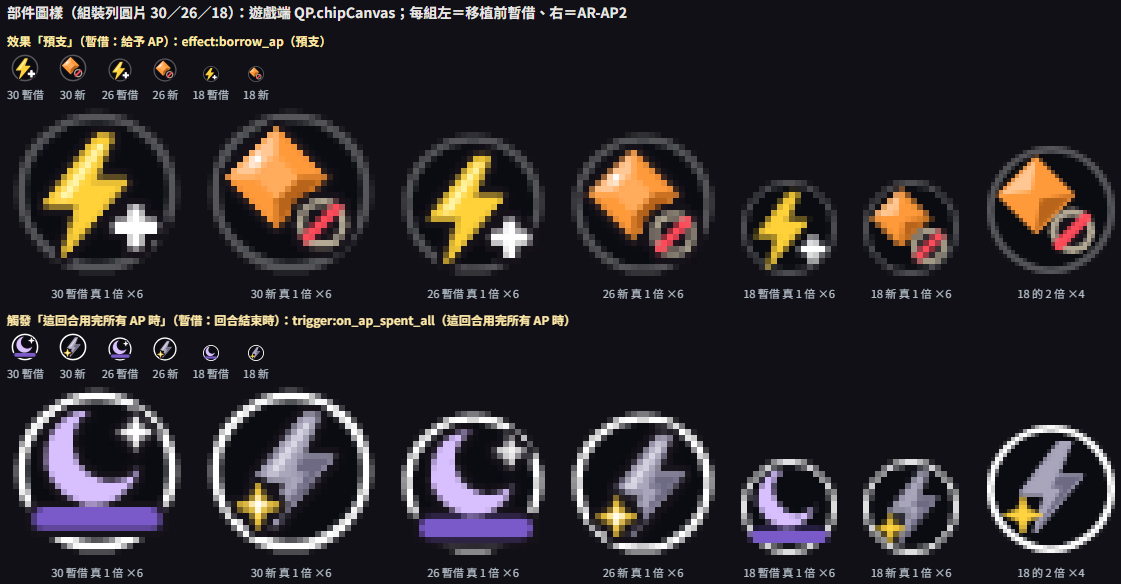 部件圖樣（組裝列圓片 30／26／18）：遊戲端 QP.chipCanvas；每組左＝移植前暫借、右＝AR-AP2
效果「預支」（暫借：給予 AP）：effect:borrow_ap（預支）
30 暫借 30 新 26 暫借 26 新 18 暫借 18 新
30 暫借 真 1 倍 ×6 30 新 真 1 倍 ×6 26 暫借 真 1 倍 ×6 26 新 真 1 倍 ×6 18 暫借 真 1 倍 ×6 18 新 真 1 倍 ×6 18 的 2 倍 ×4
觸發「這回合用完所有 AP 時」（暫借：回合結束時）：trigger:on_ap_spent_all（這回合用完所有 AP 時）
30 暫借 30 新 26 暫借 26 新 18 暫借 18 新
30 暫借 真 1 倍 ×6 30 新 真 1 倍 ×6 26 暫借 真 1 倍 ×6 26 新 真 1 倍 ×6 18 暫借 真 1 倍 ×6 18 新 真 1 倍 ×6 18 的 2 倍 ×4